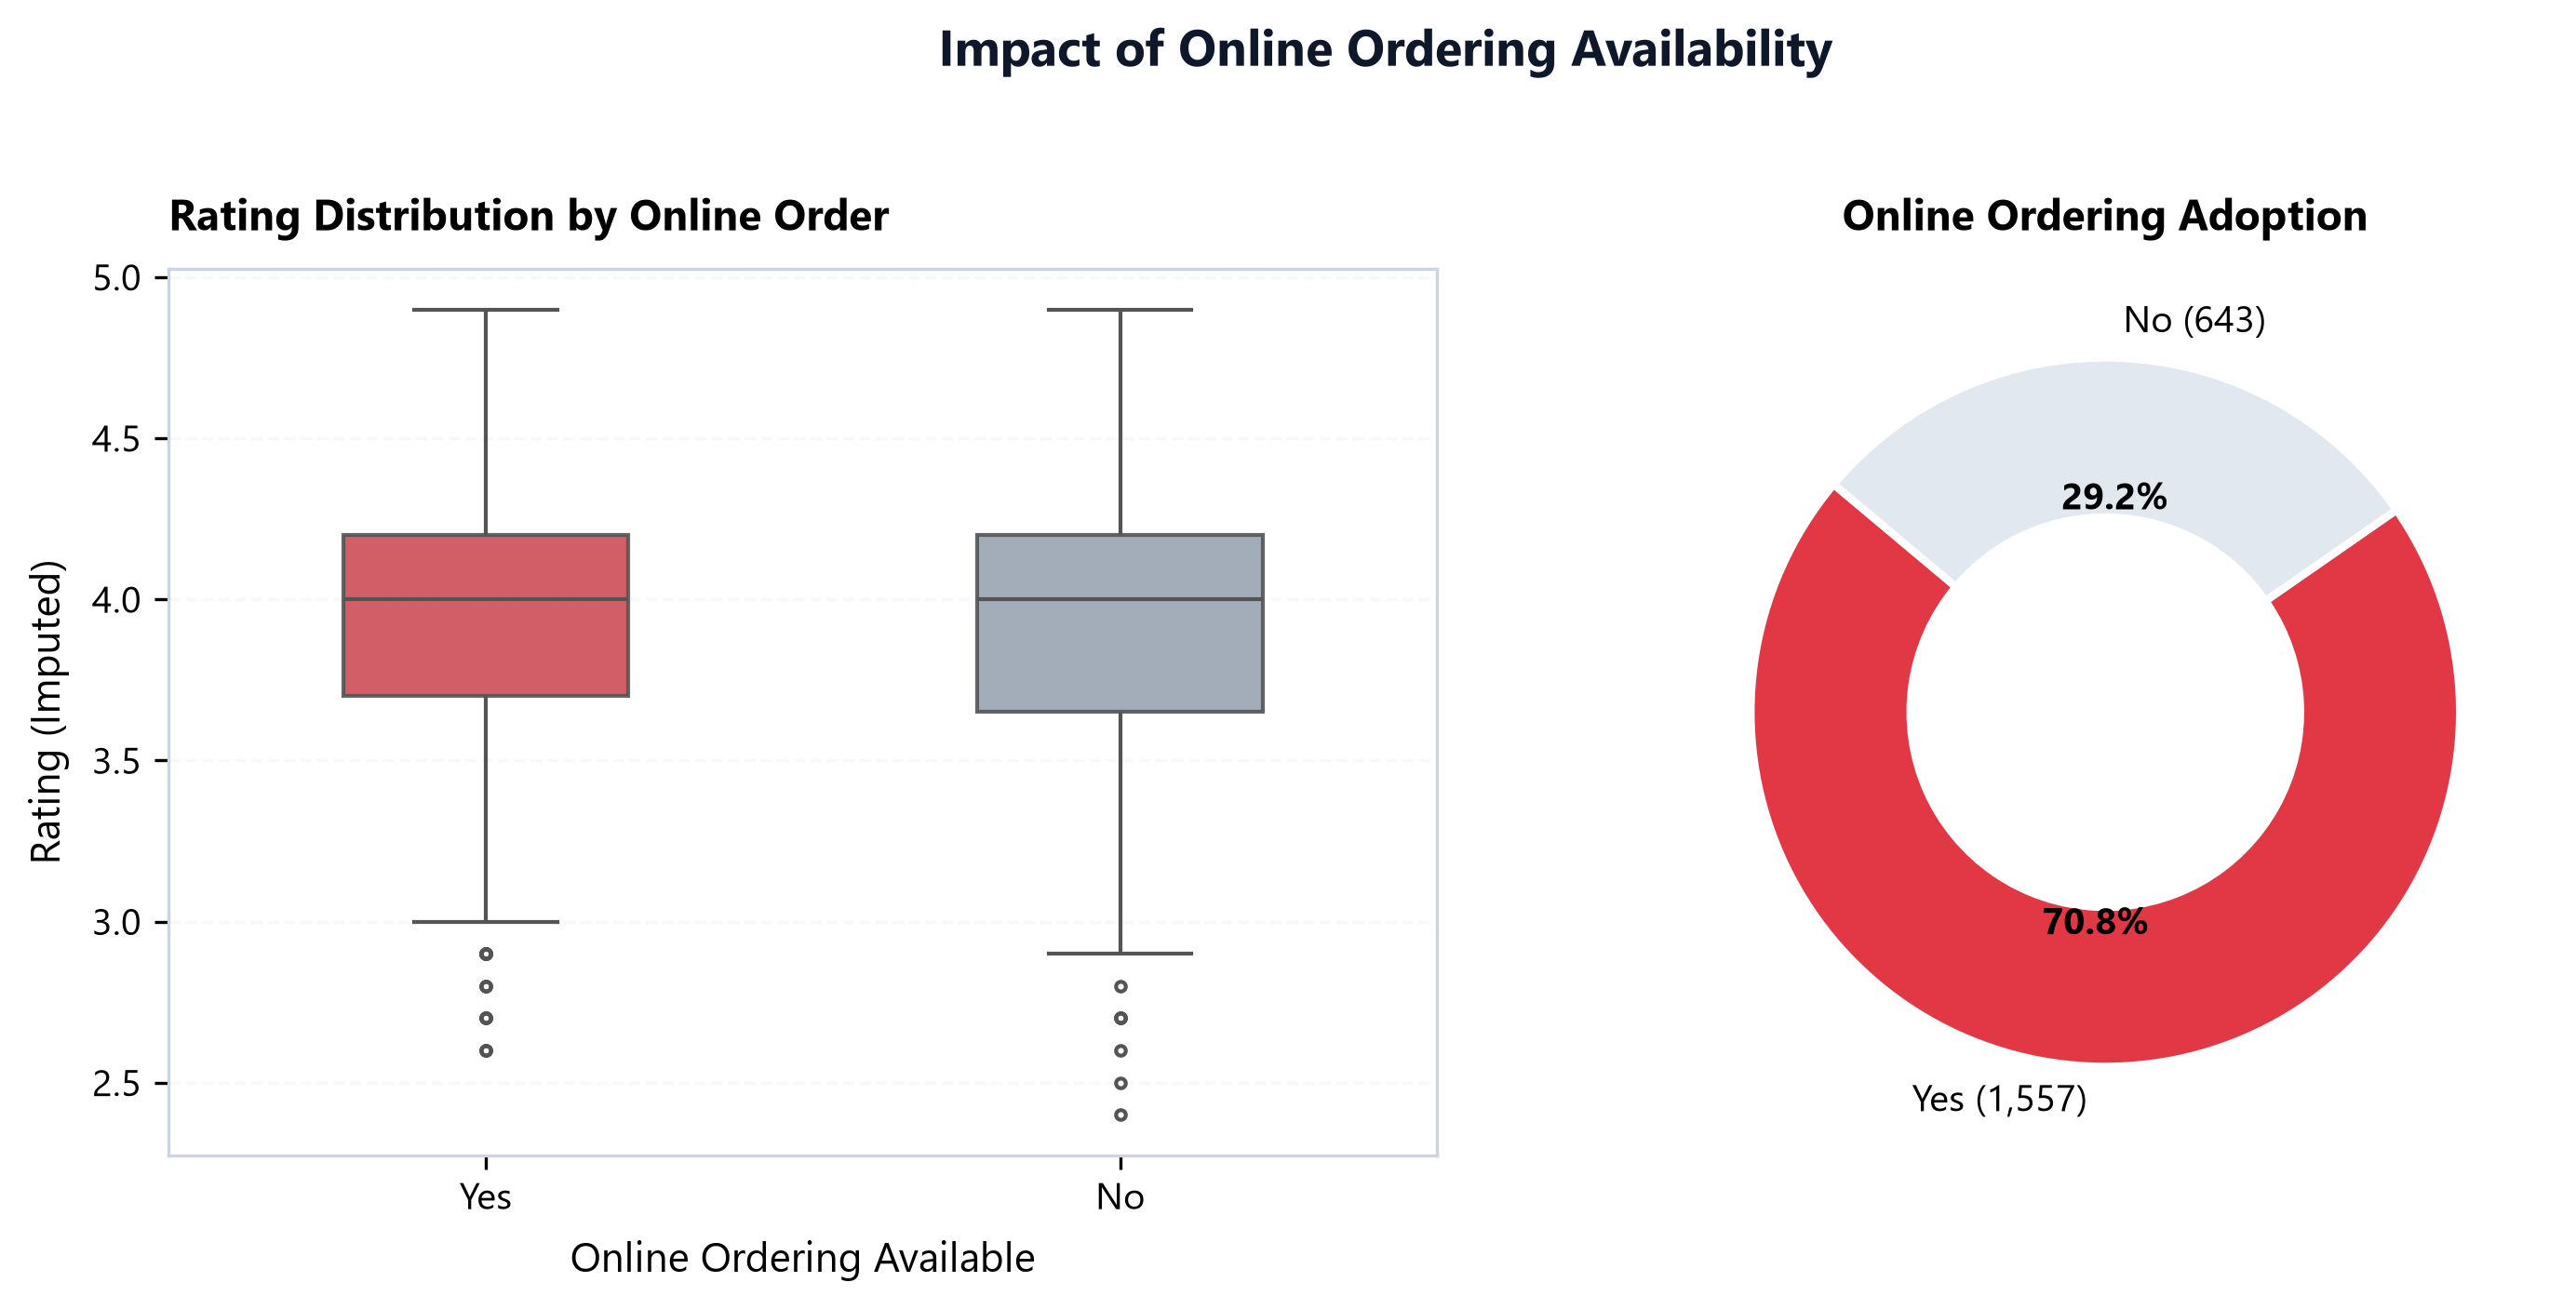 Impact of Online Ordering Availability
Rating Distribution by Online Order
Rating (Imputed)
5.0
4.5
4.0
3.5
3.0
2.5
Yes
No
Online Ordering Available
Online Ordering Adoption
No (643)
29.2%
70.8%
Yes (1,557)